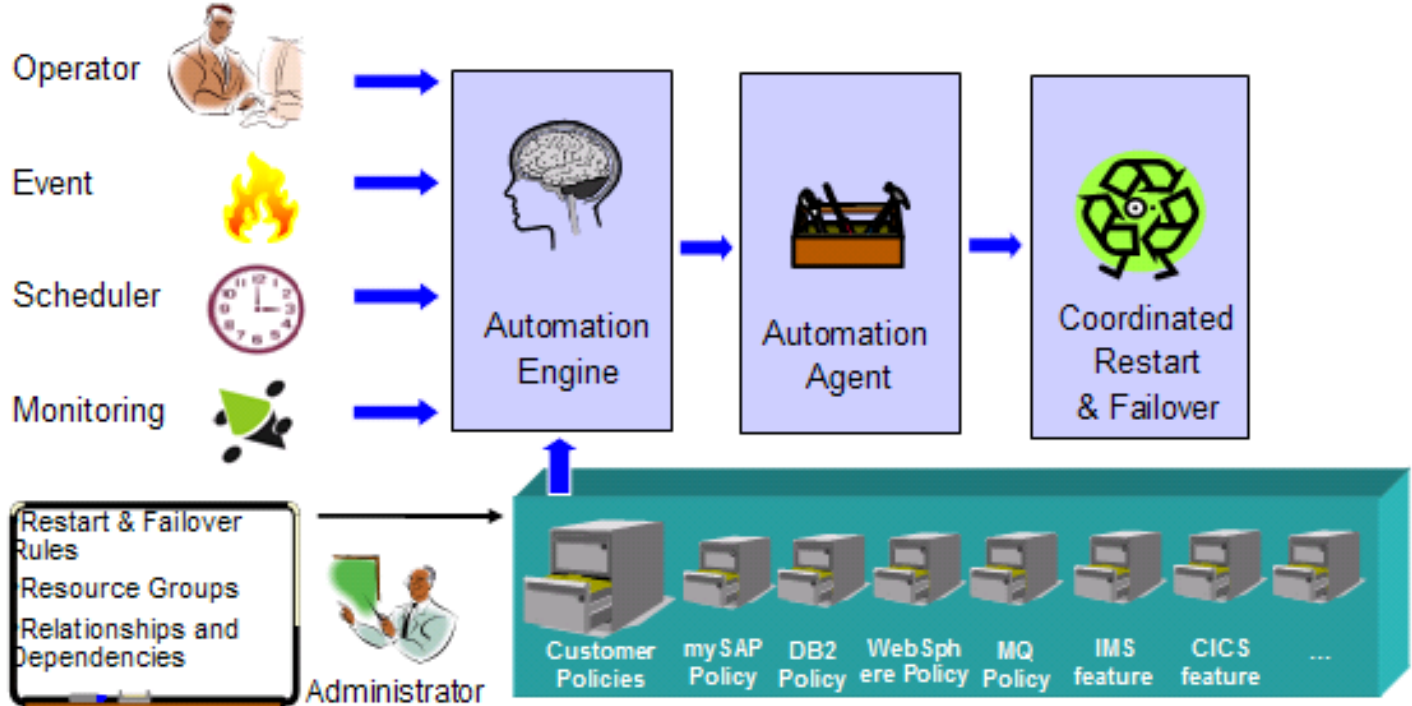 Operator
Event
Scheduler
Monitoring
Automation
Engine
Automation
Agent
Coordinated
Restart
& Failover
Restart & Failover
Rules
Resource Groups
Relationships and
Dependencies
Administrator
Customer
Policies
mySAP
Policy
DB2
Policy
WebSph
ere Policy
MQ
Policy
IMS
feature
CICS
feature
...